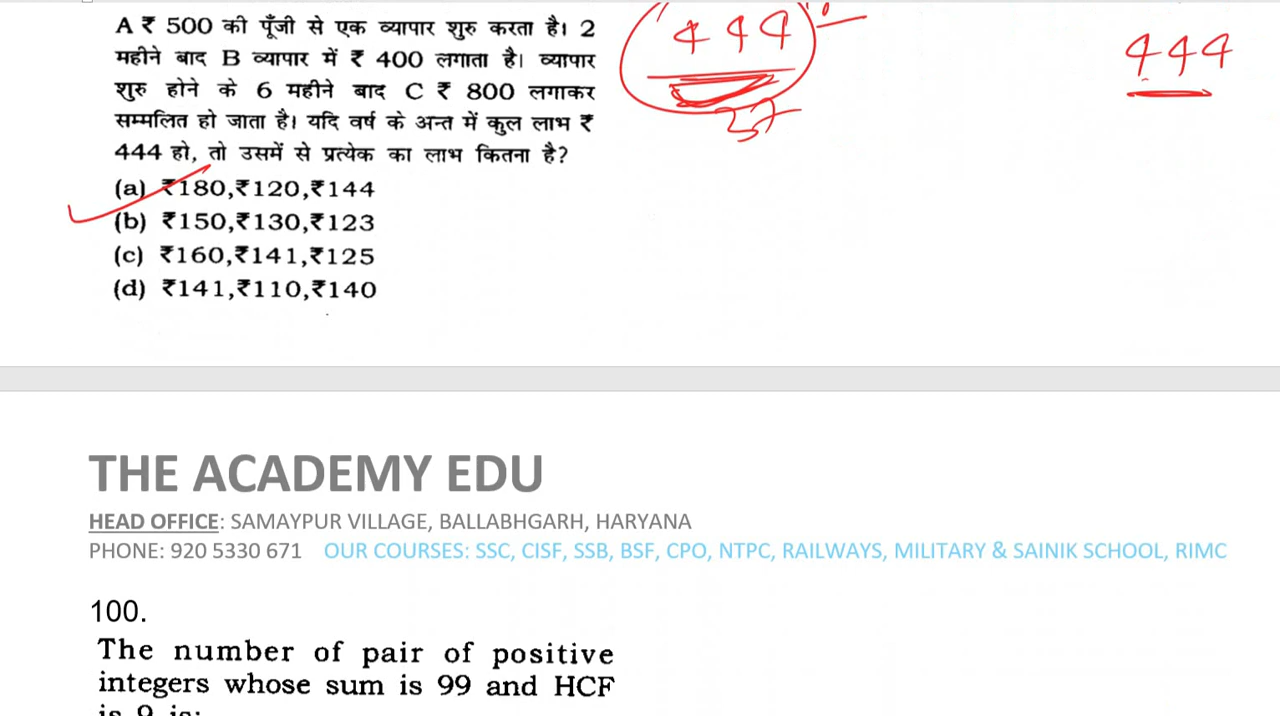 A ₹ 500 की पूँजी से एक व्यापार शुरु करता है। 2
महीने बाद B व्यापार में ₹ 400 लगाता है। व्यापार
शुरु होने के 6 महीने बाद C ₹ 800 लगाकर
सम्मलित हो जाता है। यदि वर्ष के अन्त में कुल लाभ ₹
444 हो, तो उसमें से प्रत्येक का लाभ कितना है?
(a) ₹180,₹120,₹144
(b) ₹150,₹130,₹123
(c) ₹160,₹141,₹125
(d) ₹141,₹110,₹140
444
37
444
THE ACADEMY EDU
HEAD OFFICE: SAMAYPUR VILLAGE, BALLABHGARH, HARYANA
PHONE: 920 5330 671 OUR COURSES: SSC, CISF, SSB, BSF, CPO, NTPC, RAILWAYS, MILITARY & SAINIK SCHOOL, RIMC
100.
The number of pair of positive
integers whose sum is 99 and HCF
is 9 is: